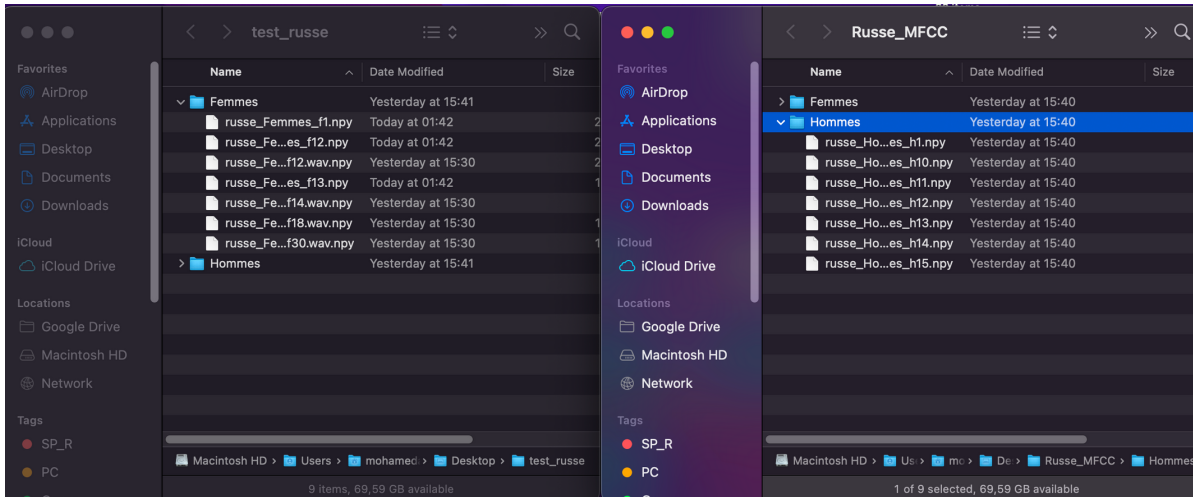 test_russe
Favorites
AirDrop
Applications
Desktop
Documents
Downloads
iCloud
iCloud Drive
Locations
Google Drive
Macintosh HD
Network
Tags
SP_R
PC
Name Date Modified Size
Femmes Yesterday at 15:41
russe_Femmes_f1.npy Today at 01:42 2
russe_Fe...es_f12.npy Today at 01:42 2
russe_Fe...f12.wav.npy Yesterday at 15:30 2
russe_Fe...es_f13.npy Today at 01:42 1
russe_Fe...f14.wav.npy Yesterday at 15:30
russe_Fe...f18.wav.npy Yesterday at 15:30 1
russe_Fe...f30.wav.npy Yesterday at 15:30 1
Hommes Yesterday at 15:41
Macintosh HD › Users › mohamed › Desktop › test_russe
9 items, 69,59 GB available
Russe_MFCC
Favorites
AirDrop
Applications
Desktop
Documents
Downloads
iCloud
iCloud Drive
Locations
Google Drive
Macintosh HD
Network
Tags
SP_R
PC
Name Date Modified Size
Femmes Yesterday at 15:40
Hommes Yesterday at 15:40
russe_Ho...es_h1.npy Yesterday at 15:40
russe_Ho...es_h10.npy Yesterday at 15:40
russe_Ho...es_h11.npy Yesterday at 15:40
russe_Ho...es_h12.npy Yesterday at 15:40
russe_Ho...es_h13.npy Yesterday at 15:40
russe_Ho...es_h14.npy Yesterday at 15:40
russe_Ho...es_h15.npy Yesterday at 15:40
Macintosh HD › Us › mo › De › Russe_MFCC › Hommes
1 of 9 selected, 69,59 GB available